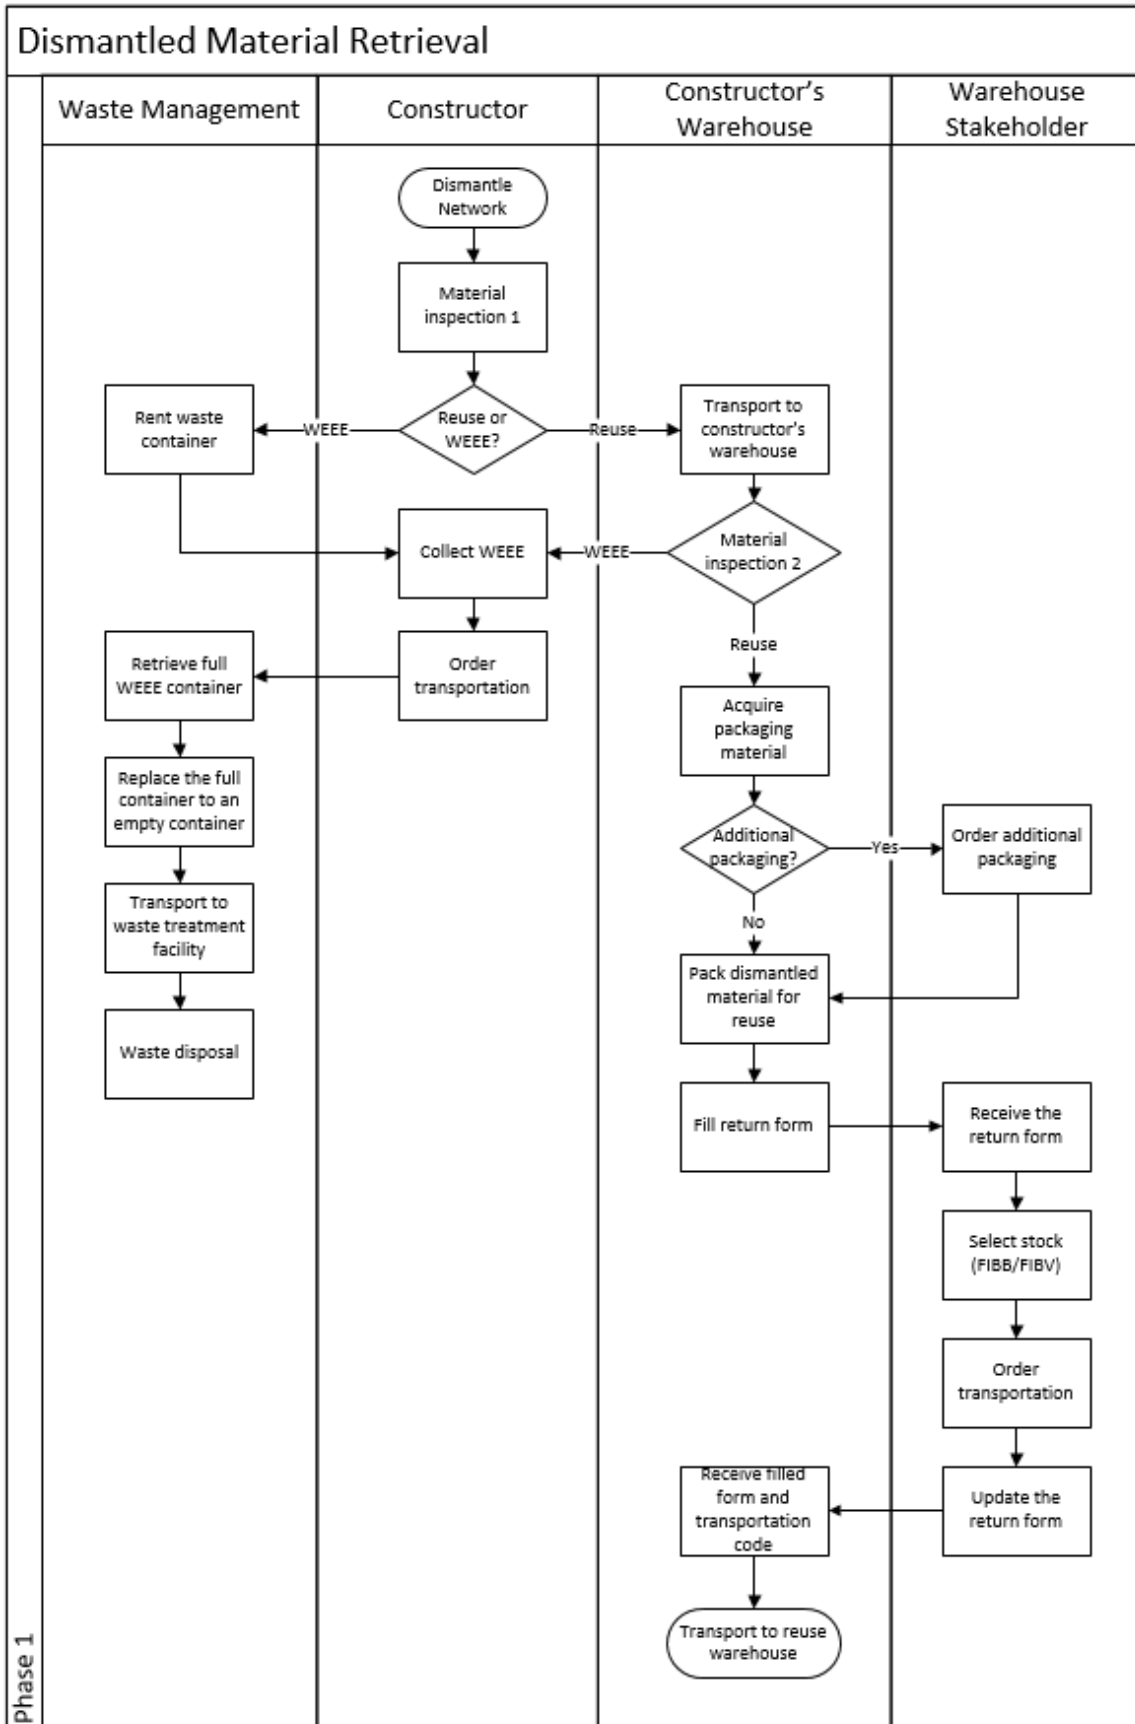 Dismantled Material Retrieval
Waste Management
Constructor
Constructor's
Warehouse
Warehouse
Stakeholder
Dismantle
Network
Material
inspection 1
Rent waste
container
WEEE
Reuse or
WEEE?
Reuse
Transport to
constructor's
warehouse
Collect WEEE
WEEE
Material
inspection 2
Reuse
Retrieve full
WEEE container
Order
transportation
Acquire
packaging
material
Replace the full
container to an
empty container
Additional
packaging?
Yes
Order additional
packaging
No
Transport to
waste treatment
facility
Pack dismantled
material for
reuse
Waste disposal
Fill return form
Receive the
return form
Select stock
(FIBB/FIBV)
Order
transportation
Receive filled
form and
transportation
code
Update the
return form
Transport to reuse
warehouse
Phase 1